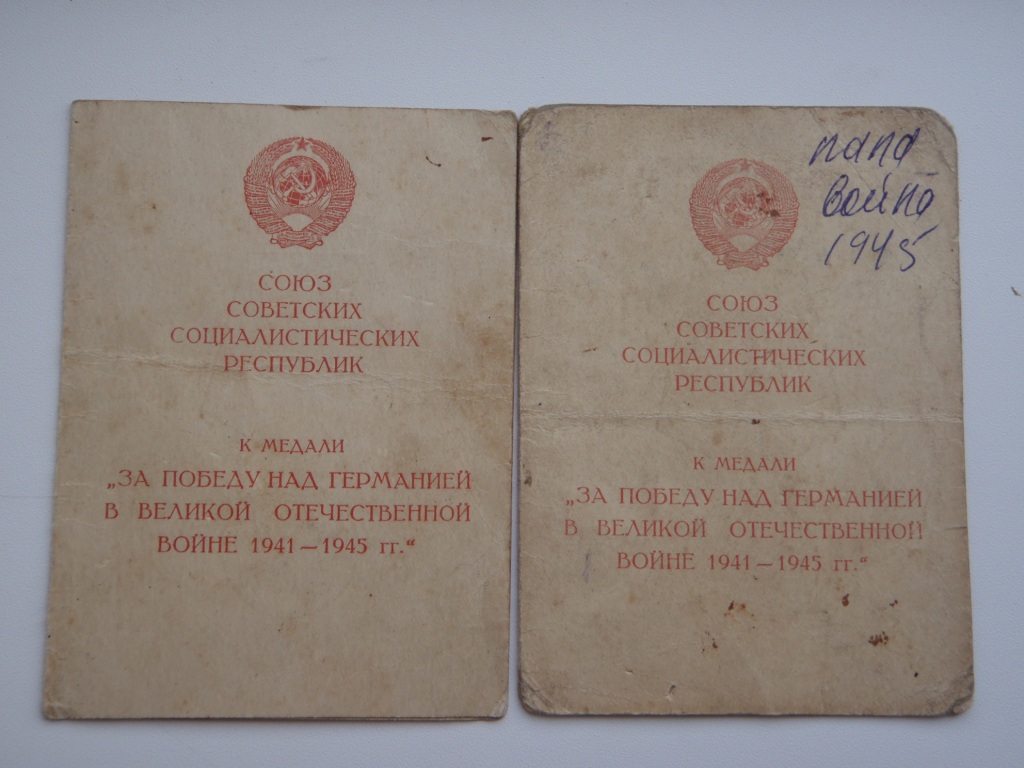 СОЮЗ
СОВЕТСКИХ
СОЦИАЛИСТИЧЕСКИХ
РЕСПУБЛИК
К МЕДАЛИ
„ЗА ПОБЕДУ НАД ГЕРМАНИЕЙ
В ВЕЛИКОЙ ОТЕЧЕСТВЕННОЙ
ВОЙНЕ 1941—1945 гг.“
папа
война
1945
СОЮЗ
СОВЕТСКИХ
СОЦИАЛИСТИЧЕСКИХ
РЕСПУБЛИК
К МЕДАЛИ
„ЗА ПОБЕДУ НАД ГЕРМАНИЕЙ
В ВЕЛИКОЙ ОТЕЧЕСТВЕННОЙ
ВОЙНЕ 1941—1945 гг.“